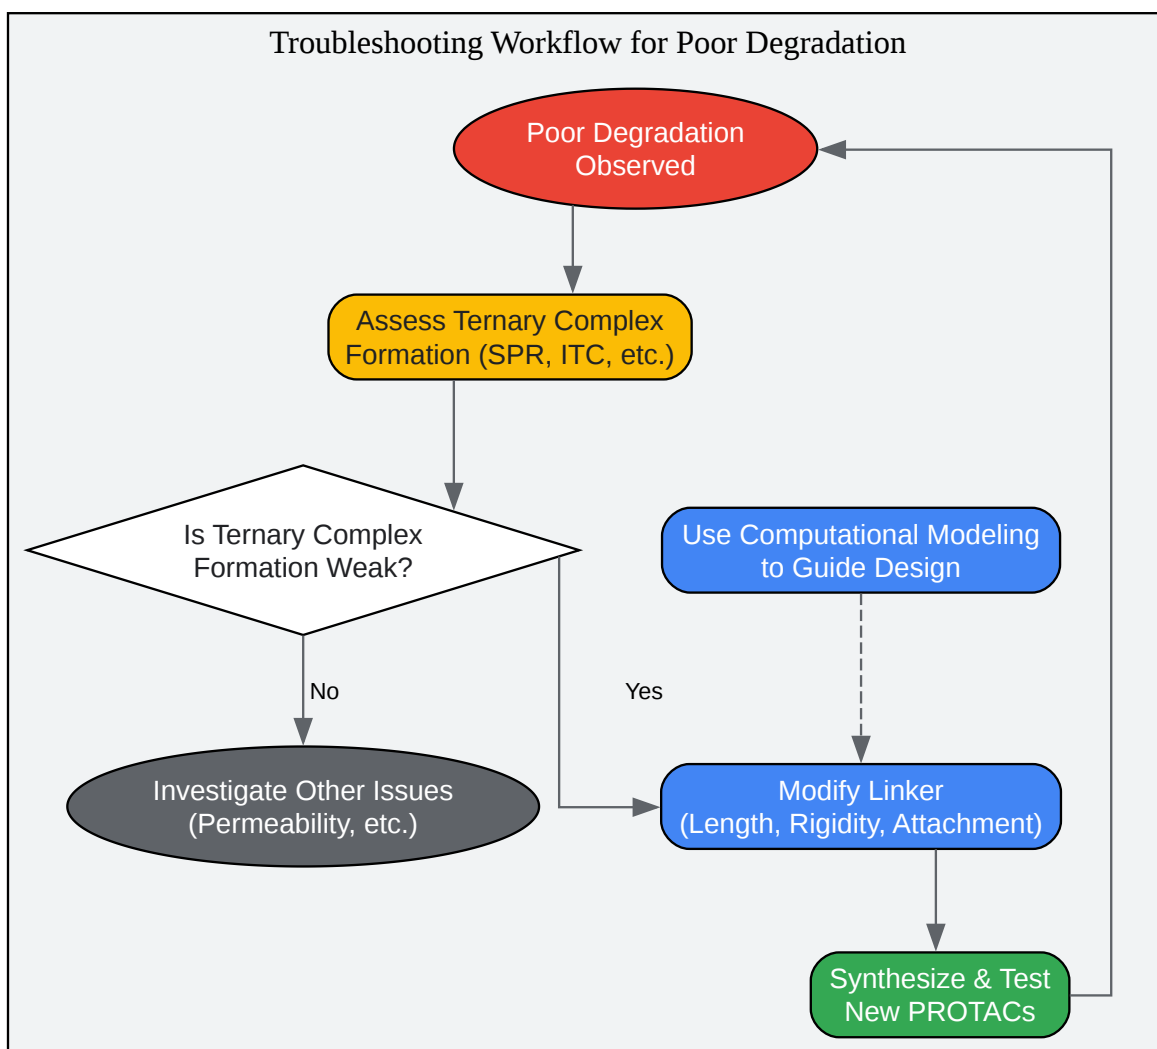 Troubleshooting Workflow for Poor Degradation
Poor Degradation
Observed
Assess Ternary Complex
Formation (SPR, ITC, etc.)
Is Ternary Complex
Formation Weak?
Use Computational Modeling
to Guide Design
No
Yes
Investigate Other Issues
(Permeability, etc.)
Modify Linker
(Length, Rigidity, Attachment)
Synthesize & Test
New PROTACs